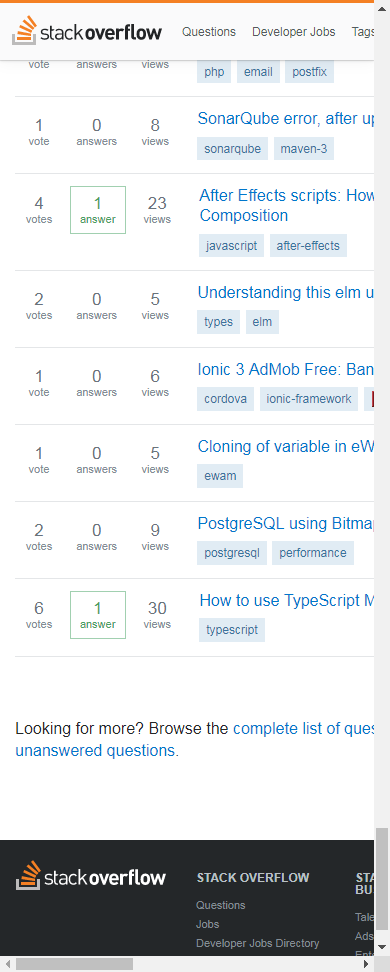 stackoverflow Questions Developer Jobs Tags
vote answers views
php email postfix
1 0 8 SonarQube error, after up
vote answers views
sonarqube maven-3
4 1 23 After Effects scripts: How
votes answer views Composition
javascript after-effects
2 0 5 Understanding this elm u
votes answers views
types elm
1 0 6 Ionic 3 AdMob Free: Ban
vote answers views
cordova ionic-framework
1 0 5 Cloning of variable in eW
vote answers views
ewam
2 0 9 PostgreSQL using Bitmap
votes answers views
postgresql performance
6 1 30 How to use TypeScript M
votes answer views
typescript
Looking for more? Browse the complete list of ques
unanswered questions.
stackoverflow STACK OVERFLOW STA
BUS
Questions
Jobs Tale
Developer Jobs Directory Ads
Ente